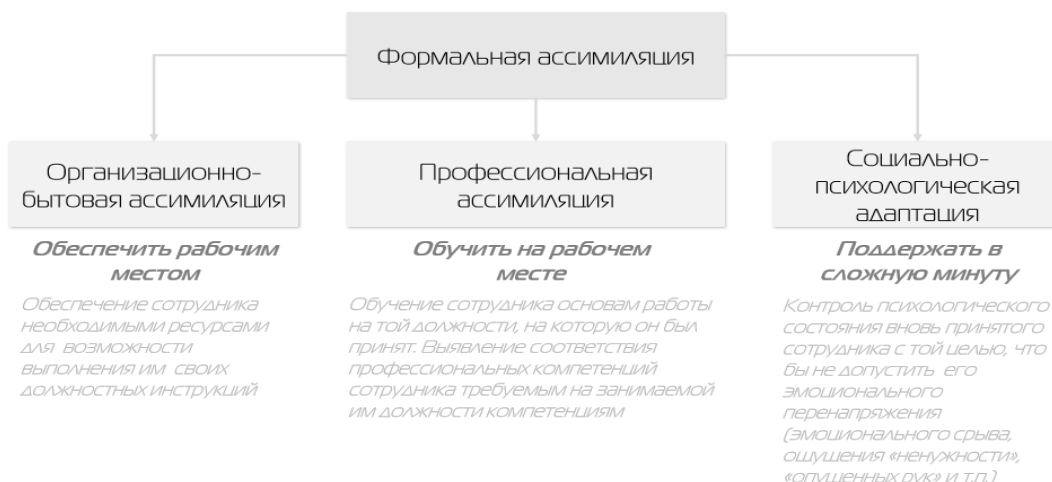 Формальная ассимиляция
Организационно-
бытовая ассимиляция
Обеспечить рабочим
местом
Обеспечение сотрудника
необходимыми ресурсами
для возможности
выполнения им своих
должностных инструкций
Профессиональная
ассимиляция
Обучить на рабочем
месте
Обучение сотрудника основам работы
на той должности, на которую он был
принят. Выявление соответствия
профессиональных компетенций
сотрудника требуемым на занимаемой
им должности компетенциям
Социально-
психологическая
адаптация
Поддержать в
сложную минуту
Контроль психологического
состояния вновь принятого
сотрудника с той целью, что
бы не допустить его
эмоционального
перенапряжения
(эмоционального срыва,
ощущения «ненужности»,
«опущенных рук» и т.п.)